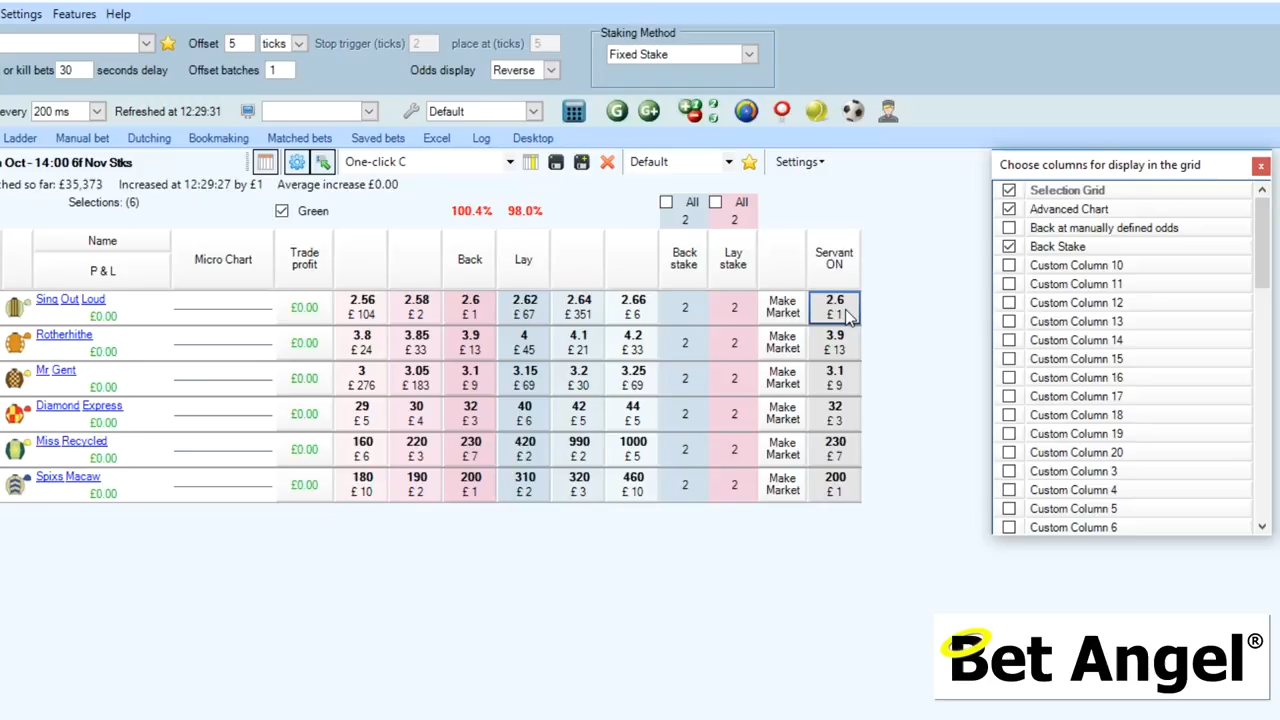 Settings Features Help
Offset 5 ticks Stop trigger (ticks) 2 place at (ticks) 5
Staking Method
Fixed Stake
or kill bets 30 seconds delay Offset batches 1 Odds display Reverse
every 200 ms Refreshed at 12:29:31 Default G G+
Ladder Manual bet Dutching Bookmaking Matched bets Saved bets Excel Log Desktop
Oct - 14:00 6f Nov Stks One-click C Default Settings
ched so far: £35,373 Increased at 12:29:27 by £1 Average increase £0.00
Selections: (6) Green 100.4% 98.0% All All
2 2
Name Micro Chart Trade profit Back Lay Back stake Lay stake Servant ON
P & L
Sing Out Loud £0.00 2.56 2.58 2.6 2.62 2.64 2.66 2 2 Make Market 2.6
£0.00 £ 104 £ 2 £ 1 £ 67 £ 351 £ 6 £ 1
Rotherhithe £0.00 3.8 3.85 3.9 4 4.1 4.2 2 2 Make Market 3.9
£0.00 £ 24 £ 33 £ 13 £ 45 £ 21 £ 33 £ 13
Mr Gent £0.00 3 3.05 3.1 3.15 3.2 3.25 2 2 Make Market 3.1
£0.00 £ 276 £ 183 £ 9 £ 69 £ 30 £ 69 £ 9
Diamond Express £0.00 29 30 32 40 42 44 2 2 Make Market 32
£0.00 £ 5 £ 4 £ 3 £ 6 £ 5 £ 5 £ 3
Miss Recycled £0.00 160 220 230 420 990 1000 2 2 Make Market 230
£0.00 £ 6 £ 3 £ 7 £ 2 £ 2 £ 5 £ 7
Spixs Macaw £0.00 180 190 200 310 320 460 2 2 Make Market 200
£0.00 £ 10 £ 2 £ 1 £ 2 £ 3 £ 10 £ 1
Choose columns for display in the grid x
Selection Grid
Advanced Chart
Back at manually defined odds
Back Stake
Custom Column 10
Custom Column 11
Custom Column 12
Custom Column 13
Custom Column 14
Custom Column 15
Custom Column 16
Custom Column 17
Custom Column 18
Custom Column 19
Custom Column 20
Custom Column 3
Custom Column 4
Custom Column 5
Custom Column 6
Bet Angel®